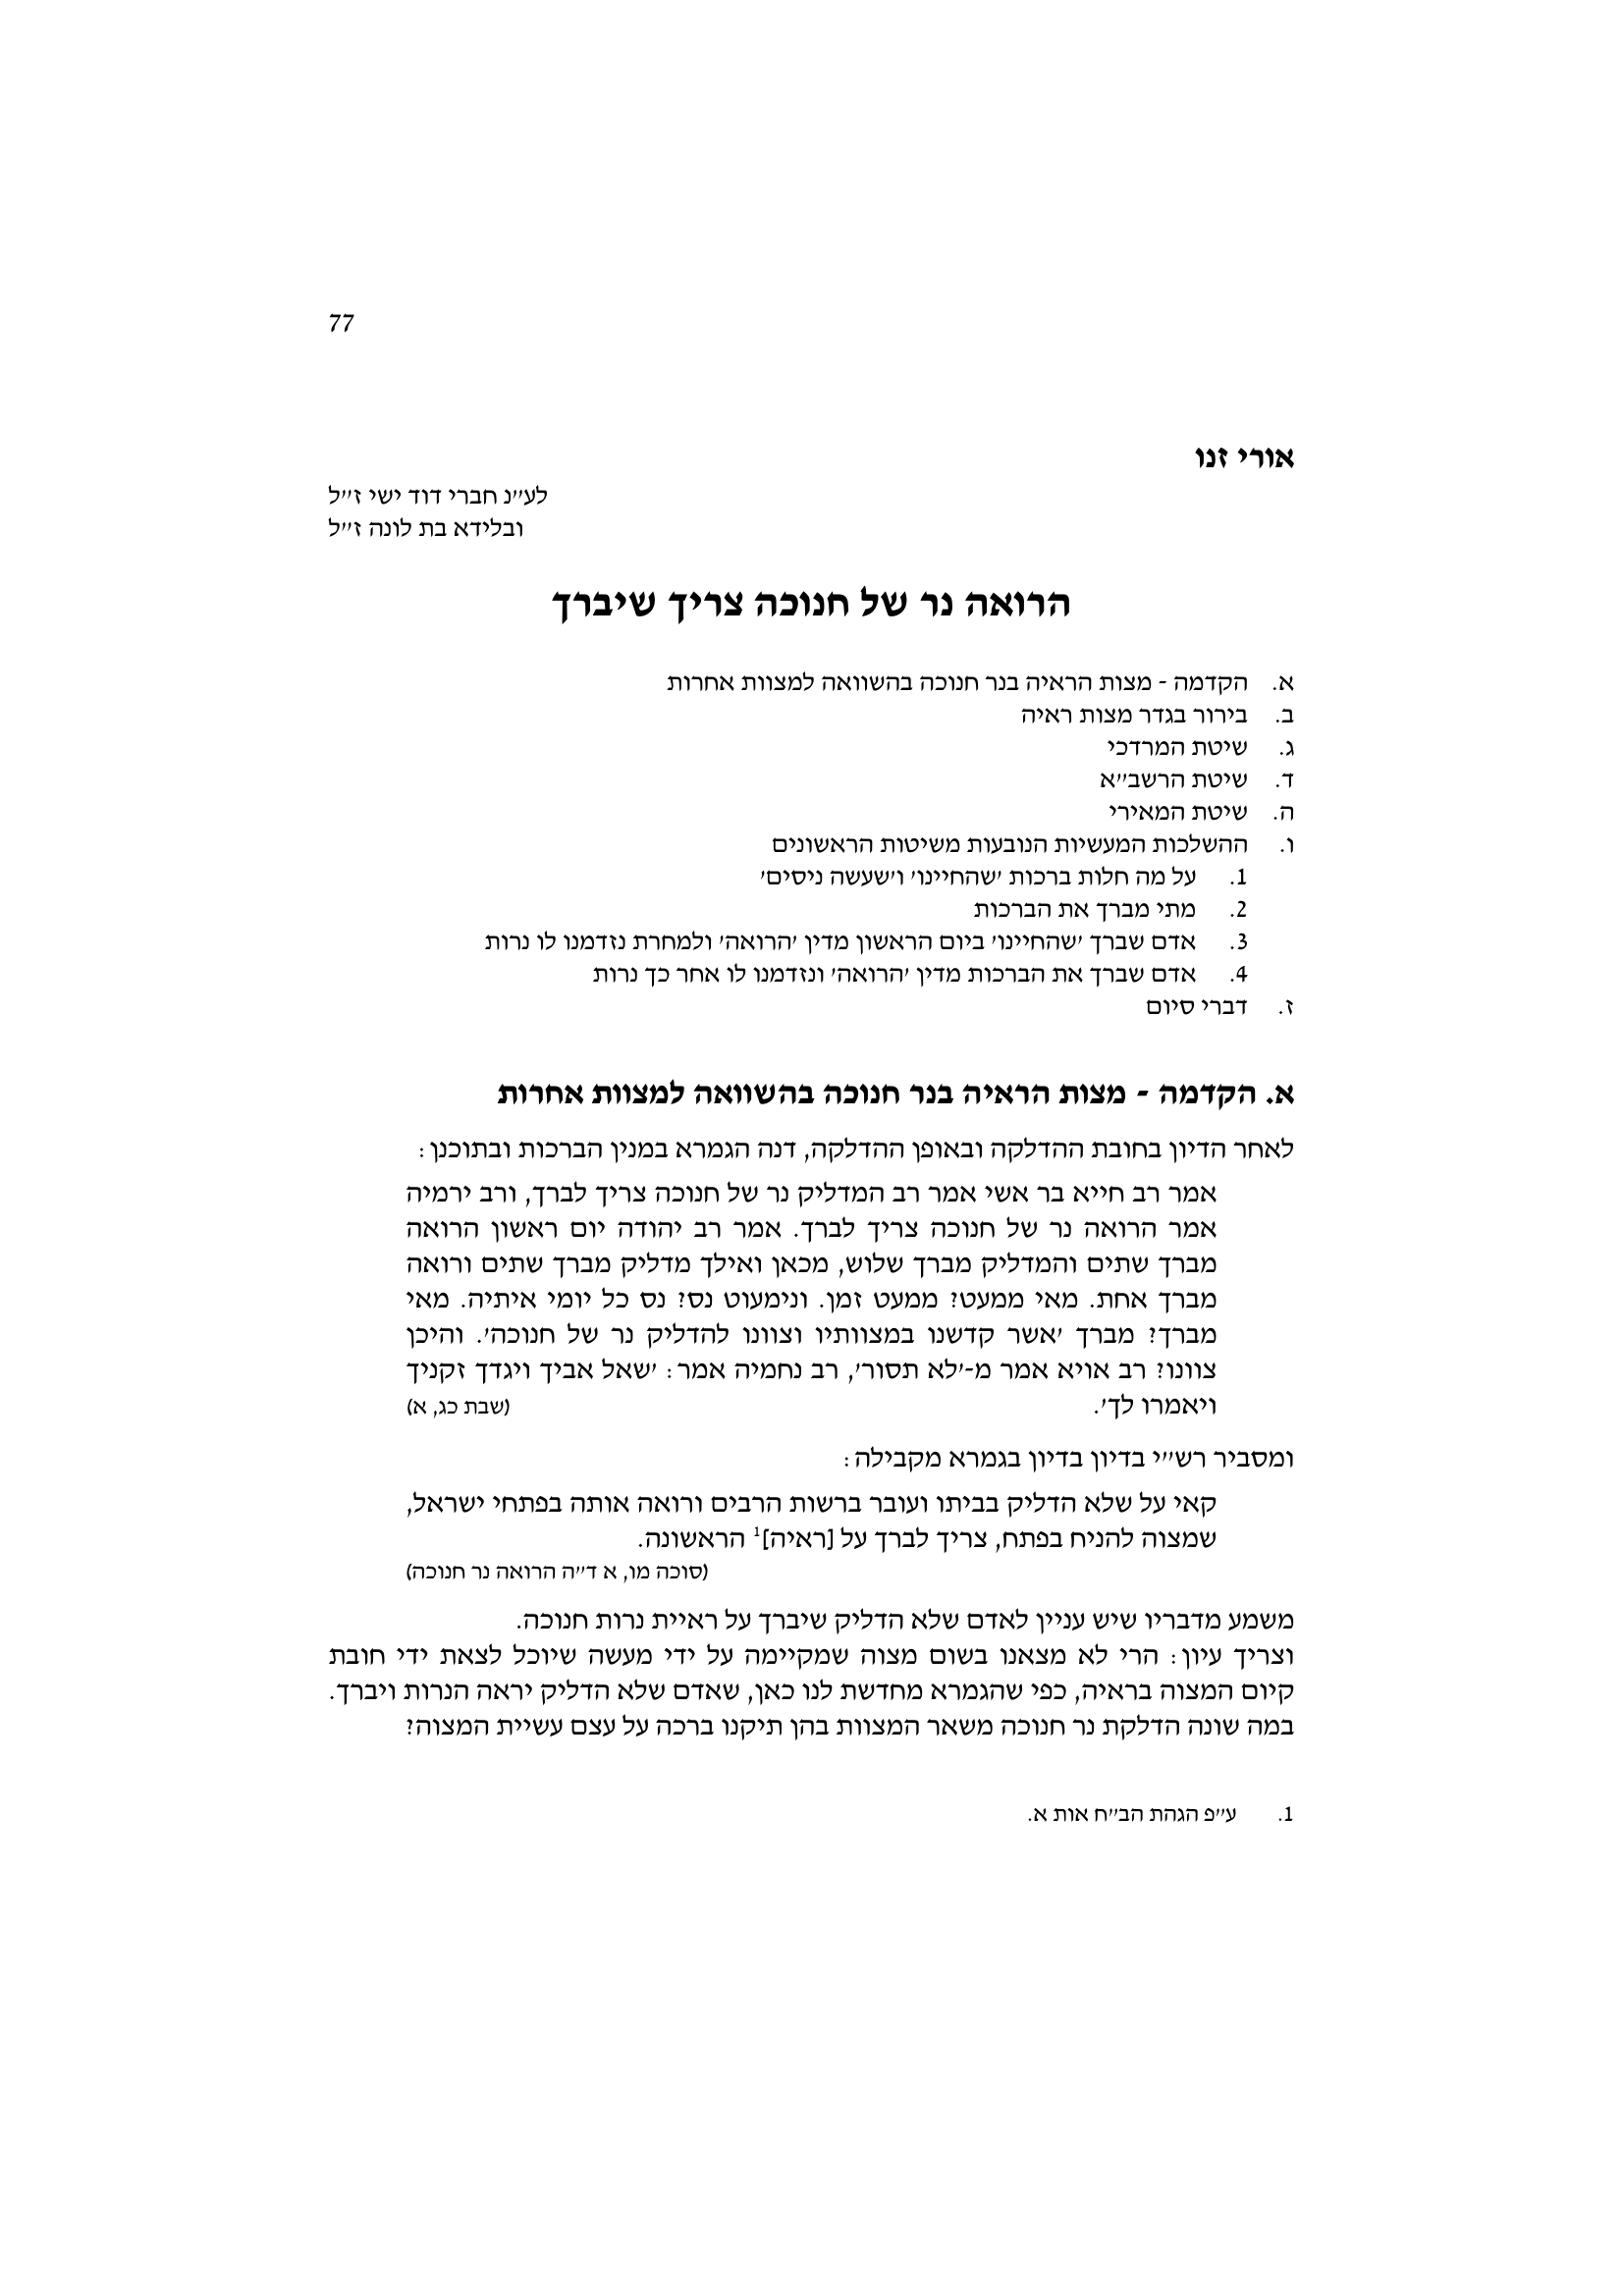 77
אורי זנו
לע״נ חברי דוד ישי ז״ל
ובלידא בת לונה ז״ל
הרואה נר של חנוכה צריך שיברך
א. הקדמה - מצות הראיה בנר חנוכה בהשוואה למצוות אחרות
ב. בירור בגדר מצות ראיה
ג. שיטת המרדכי
ד. שיטת הרשב״א
ה. שיטת המאירי
ו. ההשלכות המעשיות הנובעות משיטות הראשונים
1. על מה חלות ברכות ׳שהחיינו׳ ו׳שעשה ניסים׳
2. מתי מברך את הברכות
3. אדם שברך ׳שהחיינו׳ ביום הראשון מדין ׳הרואה׳ ולמחרת נזדמנו לו נרות
4. אדם שברך את הברכות מדין ׳הרואה׳ ונזדמנו לו אחר כך נרות
ז. דברי סיום
א. הקדמה - מצות הראיה בנר חנוכה בהשוואה למצוות אחרות
לאחר הדיון בחובת ההדלקה ובאופן ההדלקה, דנה הגמרא במנין הברכות ובתוכנן:
אמר רב חייא בר אשי אמר רב המדליק נר של חנוכה צריך לברך, ורב ירמיה
אמר הרואה נר של חנוכה צריך לברך. אמר רב יהודה יום ראשון הרואה
מברך שתים והמדליק מברך שלוש, מכאן ואילך מדליק מברך שתים ורואה
מברך אחת. מאי ממעט? ממעט זמן. ונימעוט נס? נס כל יומי איתיה. מאי
מברך? מברך ׳אשר קדשנו במצוותיו וצוונו להדליק נר של חנוכה׳. והיכן
צוונו? רב אויא אמר מ-׳לא תסור׳, רב נחמיה אמר: ׳שאל אביך ויגדך זקניך
ויאמרו לך׳. (שבת כג, א)
ומסביר רש״י בדיון בדיון בגמרא מקבילה:
קאי על שלא הדליק בביתו ועובר ברשות הרבים ורואה אותה בפתחי ישראל,
שמצוה להניח בפתח, צריך לברך על [ראיה]1 הראשונה.
(סוכה מו, א ד״ה הרואה נר חנוכה)
משמע מדבריו שיש עניין לאדם שלא הדליק שיברך על ראיית נרות חנוכה.
וצריך עיון: הרי לא מצאנו בשום מצוה שמקיימה על ידי מעשה שיוכל לצאת ידי חובת
קיום המצוה בראיה, כפי שהגמרא מחדשת לנו כאן, שאדם שלא הדליק יראה הנרות ויברך.
במה שונה הדלקת נר חנוכה משאר המצוות בהן תיקנו ברכה על עצם עשיית המצוה?
1. ע״פ הגהת הב״ח אות א.